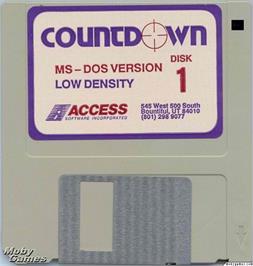 COUNTDOWN
MS-DOS VERSION
LOW DENSITY
DISK
1
ACCESS
SOFTWARE INCORPORATED
545 West 500 South
Bountiful, UT 84010
(801) 298 9077
Moby
Games